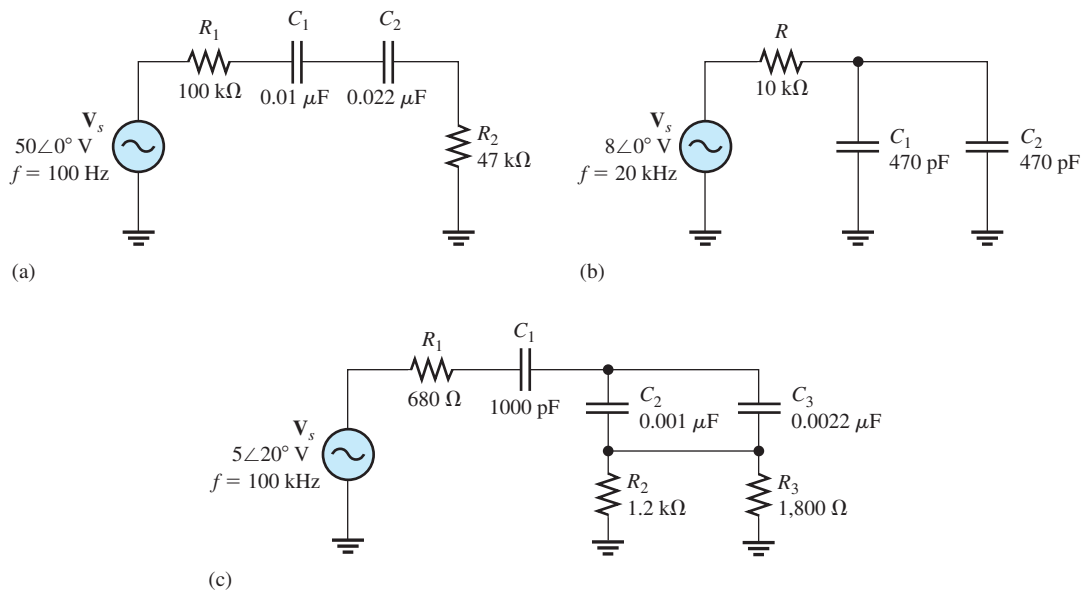 R1
100 kΩ
C1
0.01 μF
C2
0.022 μF
Vs
50∠0° V
f = 100 Hz
R2
47 kΩ
(a)
R
10 kΩ
Vs
8∠0° V
f = 20 kHz
C1
470 pF
C2
470 pF
(b)
R1
680 Ω
C1
1000 pF
Vs
5∠20° V
f = 100 kHz
C2
0.001 μF
C3
0.0022 μF
R2
1.2 kΩ
R3
1,800 Ω
(c)